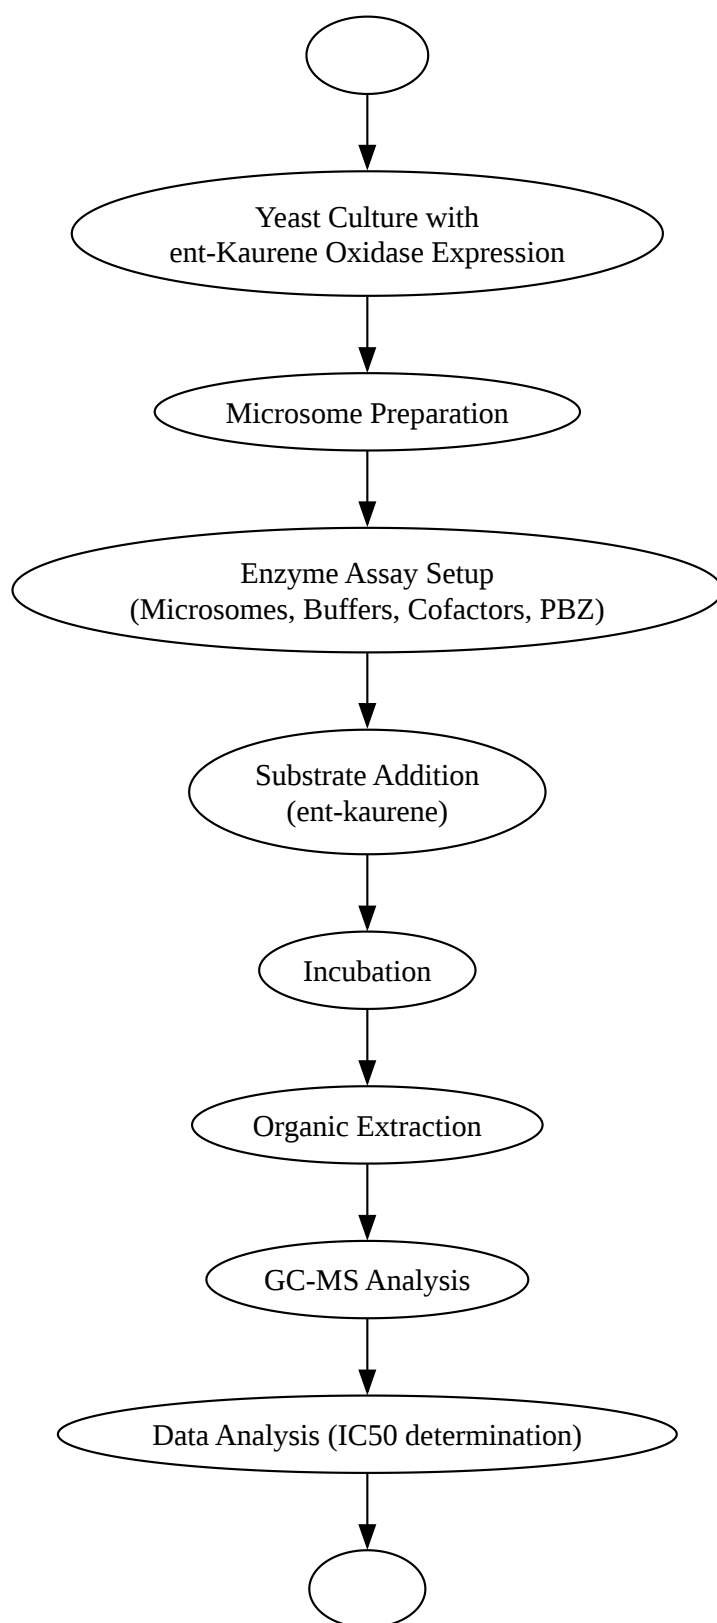 Yeast Culture with
ent-Kaurene Oxidase Expression
Microsome Preparation
Enzyme Assay Setup
(Microsomes, Buffers, Cofactors, PBZ)
Substrate Addition
(ent-kaurene)
Incubation
Organic Extraction
GC-MS Analysis
Data Analysis (IC50 determination)